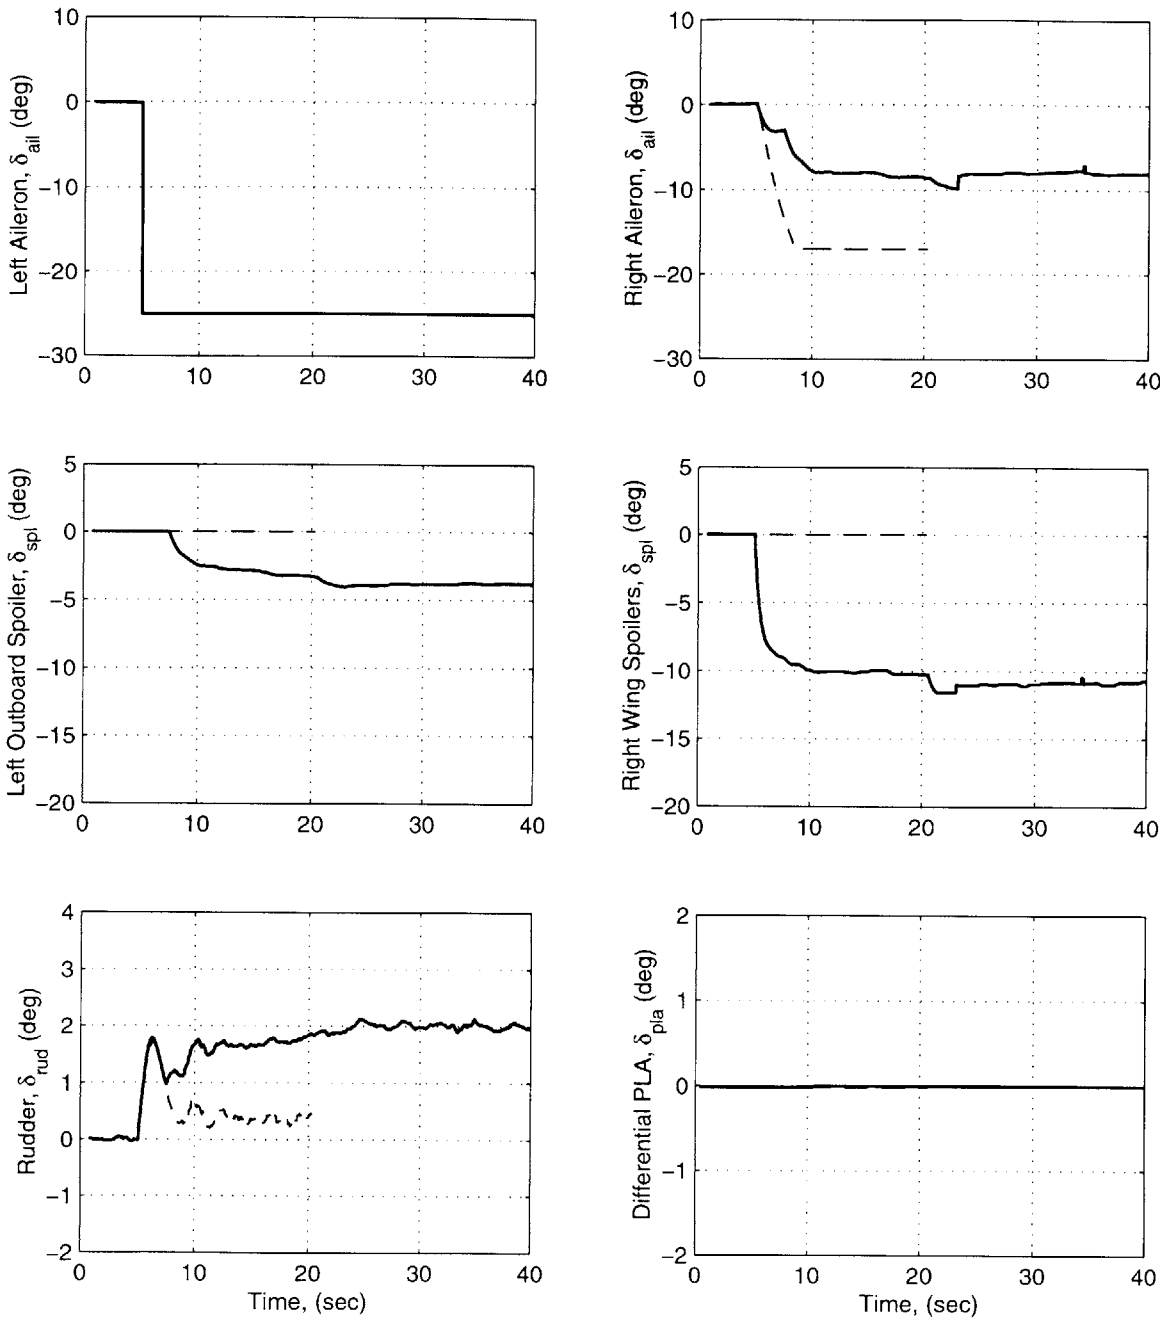 10
0
−10
−20
−30
Left Aileron, δail (deg)
0 10 20 30 40
10
0
−10
−20
−30
Right Aileron, δail (deg)
0 10 20 30 40
5
0
−5
−10
−15
−20
Left Outboard Spoiler, δspl (deg)
0 10 20 30 40
5
0
−5
−10
−15
−20
Right Wing Spoilers, δspl (deg)
0 10 20 30 40
4
3
2
1
0
−1
−2
Rudder, δrud (deg)
0 10 20 30 40
Time, (sec)
2
1
0
−1
−2
Differential PLA, δpla (deg)
0 10 20 30 40
Time, (sec)